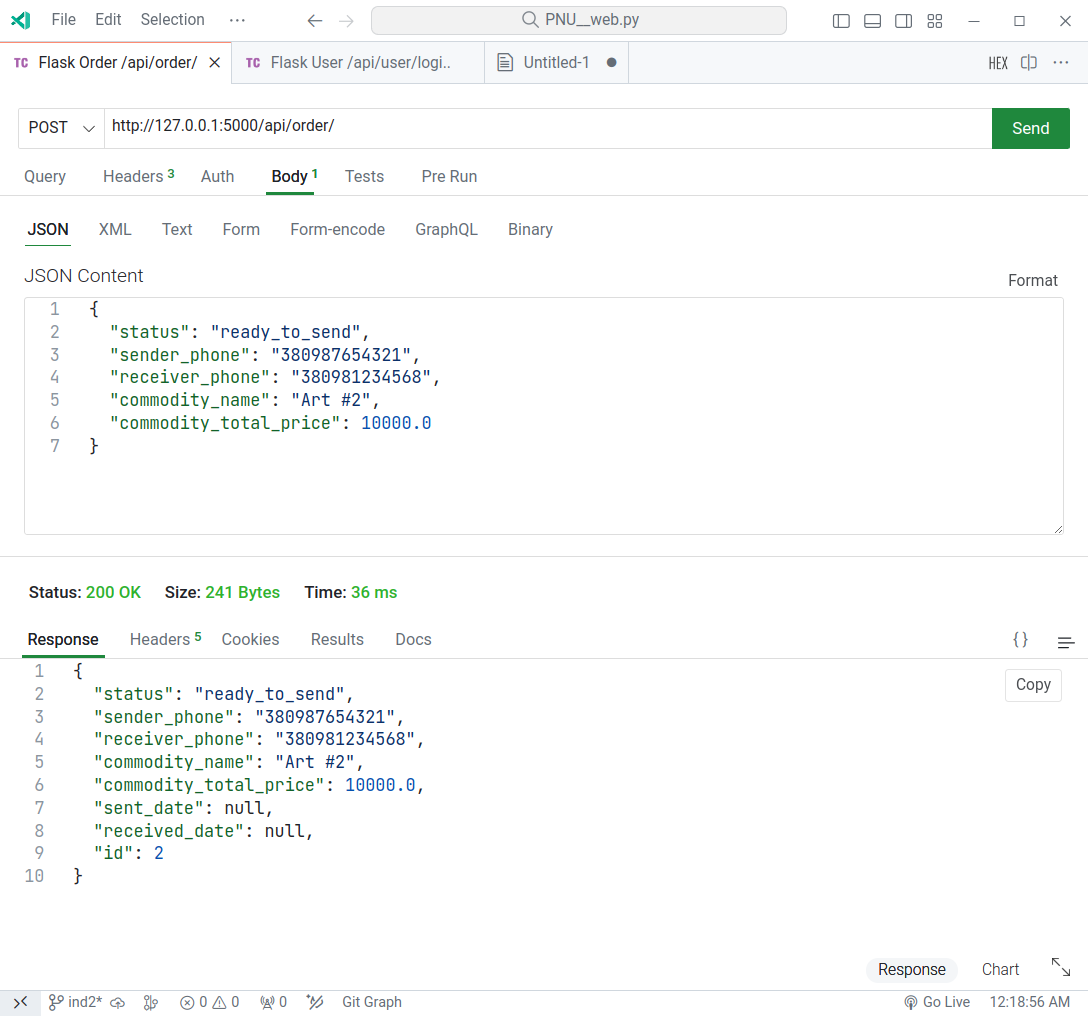 File Edit Selection ··· PNU__web.py
TC Flask Order /api/order/ TC Flask User /api/user/logi.. Untitled-1 HEX ···
POST http://127.0.0.1:5000/api/order/ Send
Query Headers 3 Auth Body 1 Tests Pre Run
JSON XML Text Form Form-encode GraphQL Binary
JSON Content
Format
1 {
2 "status": "ready_to_send",
3 "sender_phone": "380987654321",
4 "receiver_phone": "380981234568",
5 "commodity_name": "Art #2",
6 "commodity_total_price": 10000.0
7 }
Status: 200 OK Size: 241 Bytes Time: 36 ms
Response Headers 5 Cookies Results Docs {}
1 {
Copy
2 "status": "ready_to_send",
3 "sender_phone": "380987654321",
4 "receiver_phone": "380981234568",
5 "commodity_name": "Art #2",
6 "commodity_total_price": 10000.0,
7 "sent_date": null,
8 "received_date": null,
9 "id": 2
10 }
Response Chart
ind2* 0 0 0 Git Graph Go Live 12:18:56 AM